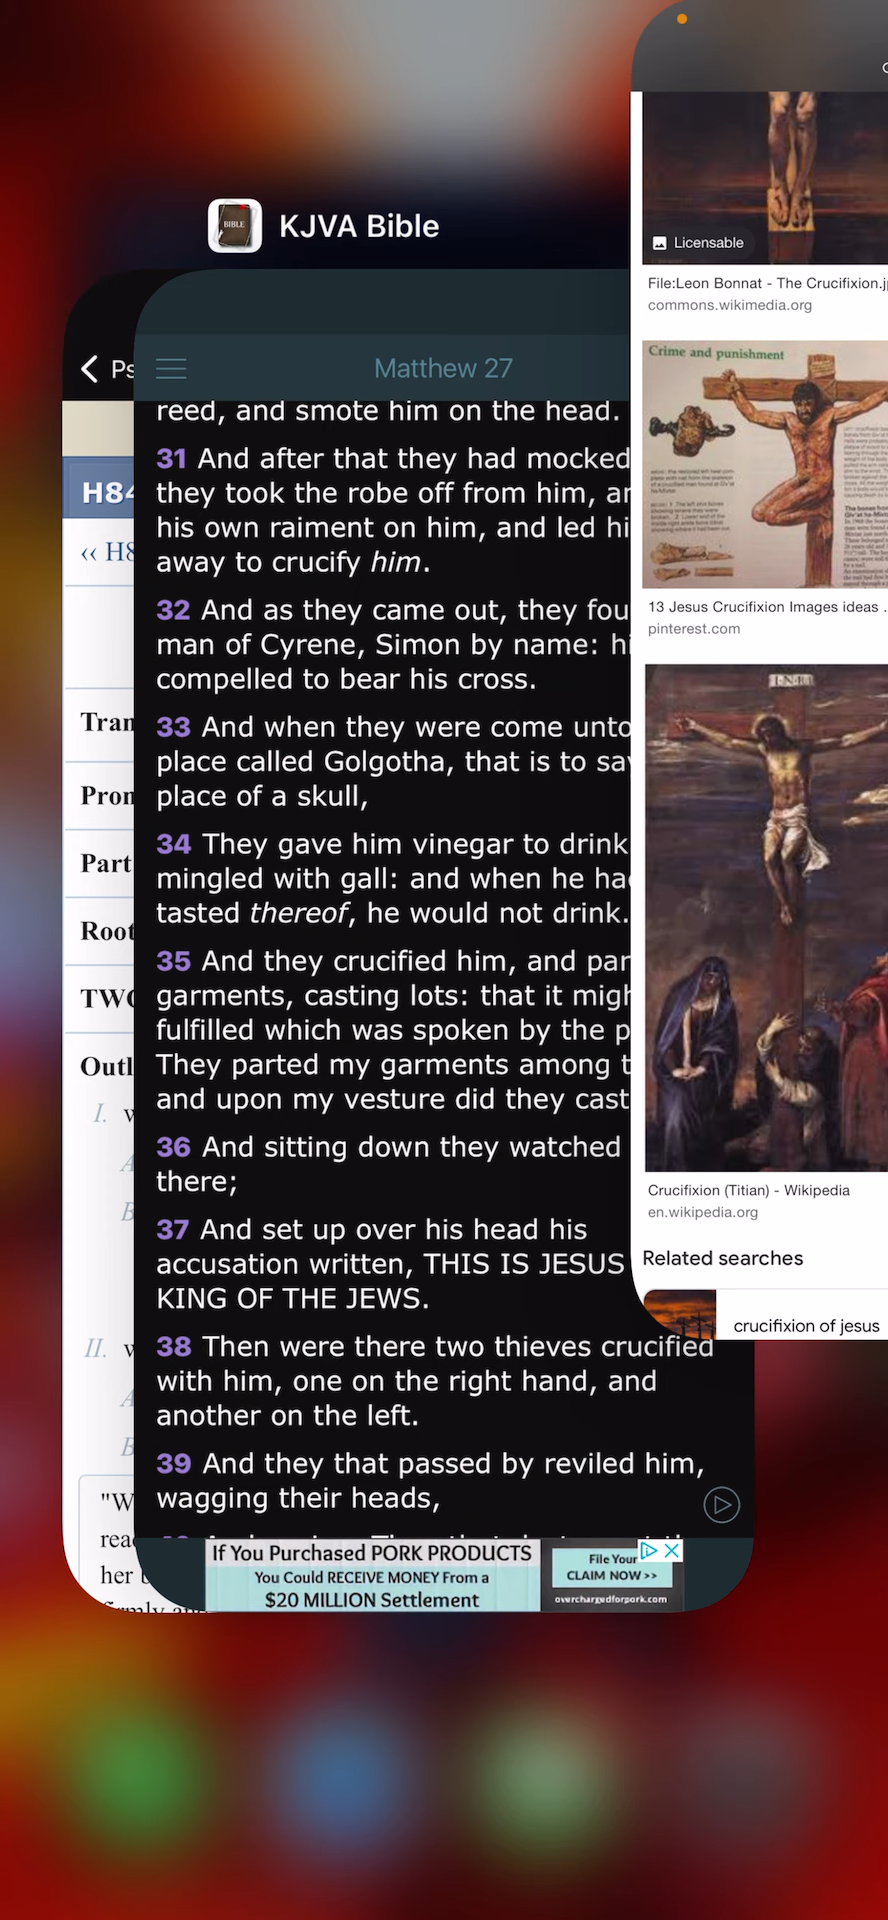 KJVA Bible
Matthew 27
reed, and smote him on the head.
31 And after that they had mocked
they took the robe off from him, an
his own raiment on him, and led hi
away to crucify him.
32 And as they came out, they fou
man of Cyrene, Simon by name: hi
compelled to bear his cross.
33 And when they were come unto
place called Golgotha, that is to say
place of a skull,
34 They gave him vinegar to drink
mingled with gall: and when he ha
tasted thereof, he would not drink.
35 And they crucified him, and par
garments, casting lots: that it migh
fulfilled which was spoken by the p
They parted my garments among t
and upon my vesture did they cast
36 And sitting down they watched
there;
37 And set up over his head his
accusation written, THIS IS JESUS
KING OF THE JEWS.
38 Then were there two thieves crucified
with him, one on the right hand, and
another on the left.
39 And they that passed by reviled him,
wagging their heads,
If You Purchased PORK PRODUCTS
You Could RECEIVE MONEY From a
$20 MILLION Settlement
File Your
CLAIM NOW >>
overchargedforpork.com
Ps
H84
‹‹ H8
Tran
Pron
Part
Root
TWO
Outl
I. w
A
B
II. w
A
B
"W
rea
her
firmly
Licensable
File:Leon Bonnat - The Crucifixion.j
commons.wikimedia.org
Crime and punishment
13 Jesus Crucifixion Images ideas .
pinterest.com
I·N·R·I
Crucifixion (Titian) - Wikipedia
en.wikipedia.org
Related searches
crucifixion of jesus